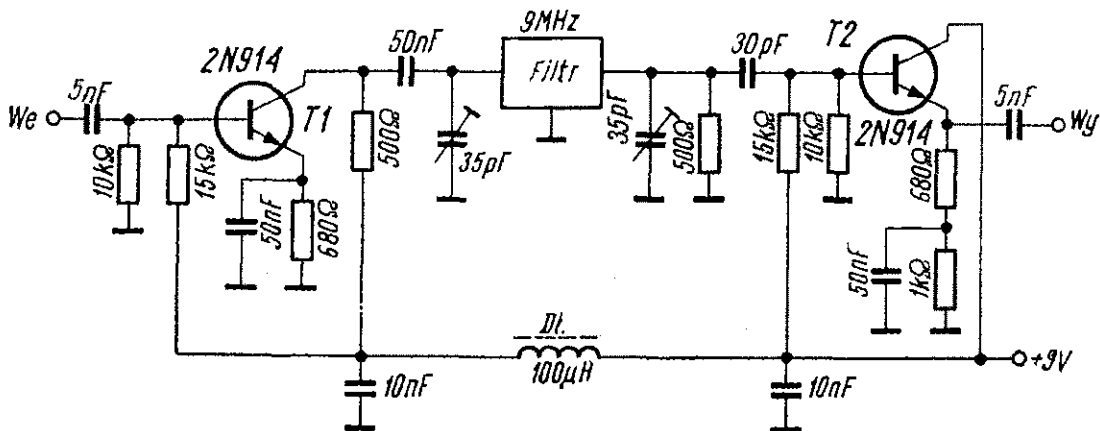 9MHz
Filtr
50nF
30pF
T2
2N914
5nF
We
T1
500Ω
35pF
35pF
500Ω
15kΩ
10kΩ
2N914
5nF
Wy
10kΩ
15kΩ
50nF
680Ω
680Ω
50nF
1kΩ
Dł.
100μH
+9V
10nF
10nF